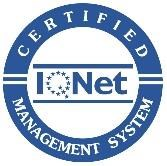 CERTIFIED
IQNet
MANAGEMENT SYSTEM